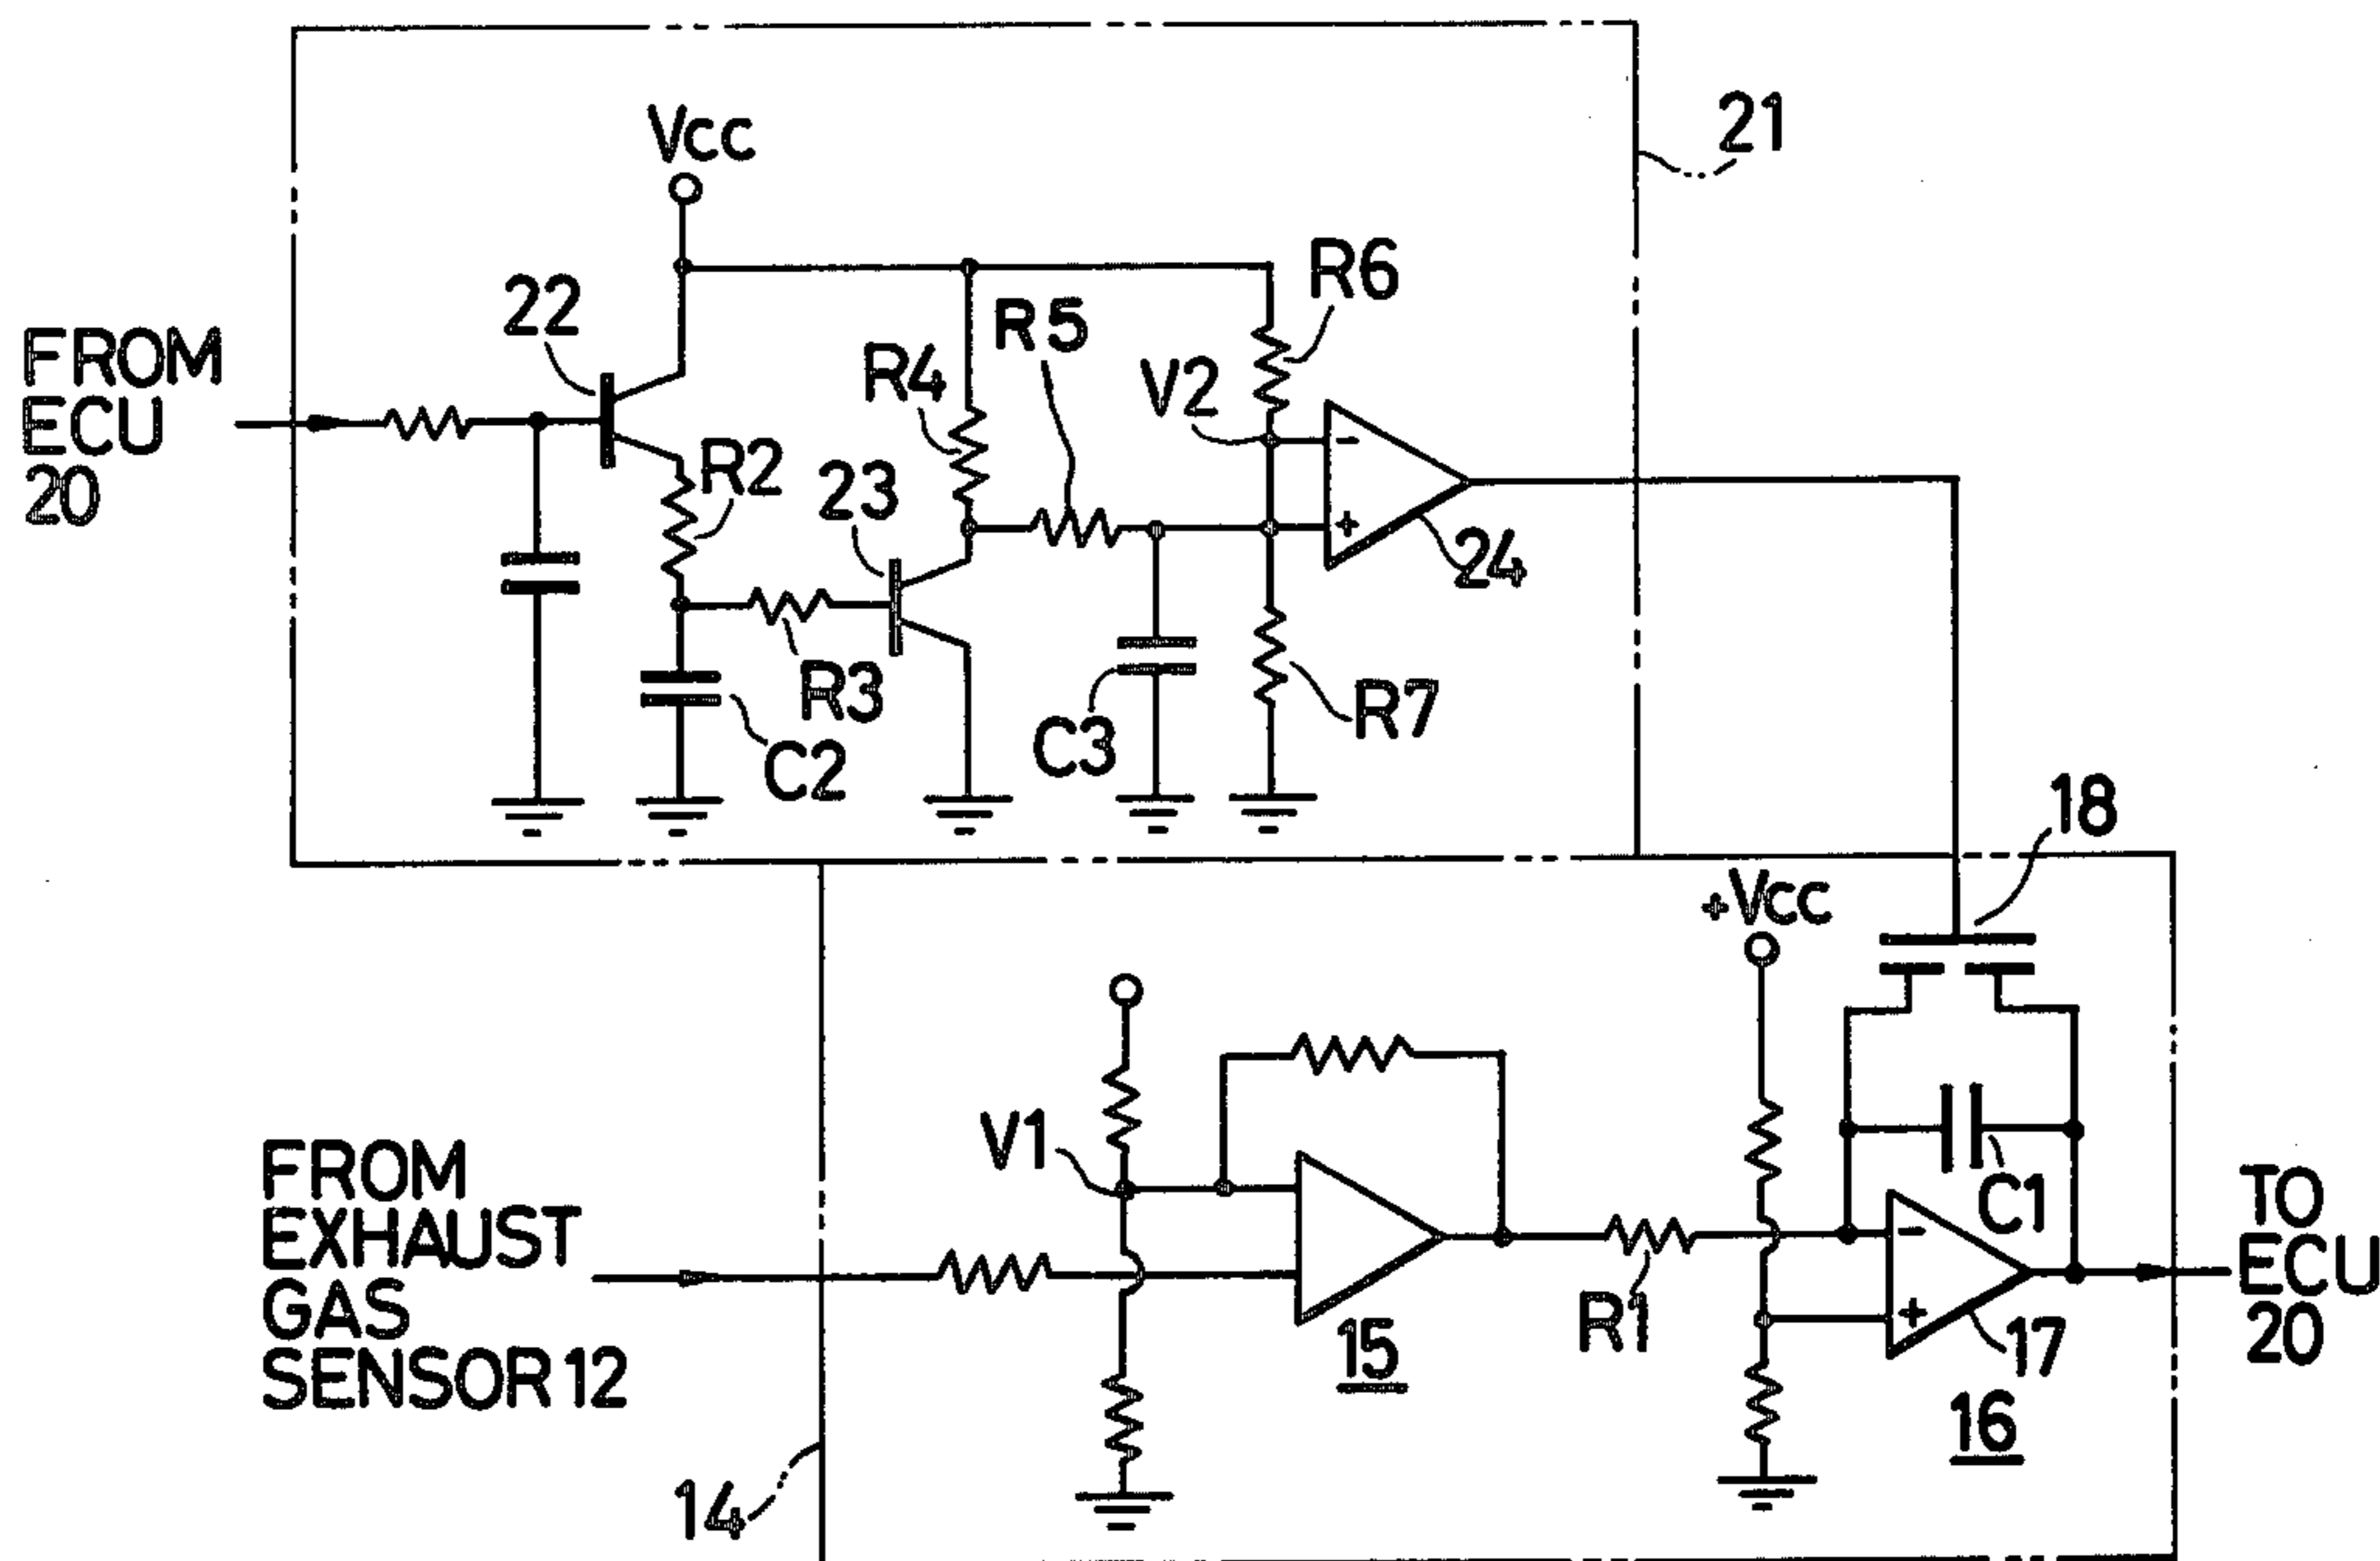 21
Vcc
22
R6
R5
R4
V2
FROM
ECU
20
R2
23
-
+
24
R3
C2
C3
R7
18
+Vcc
V1
FROM
EXHAUST
GAS
SENSOR 12
C1
-
+
R1
15
17
16
TO
ECU
20
14